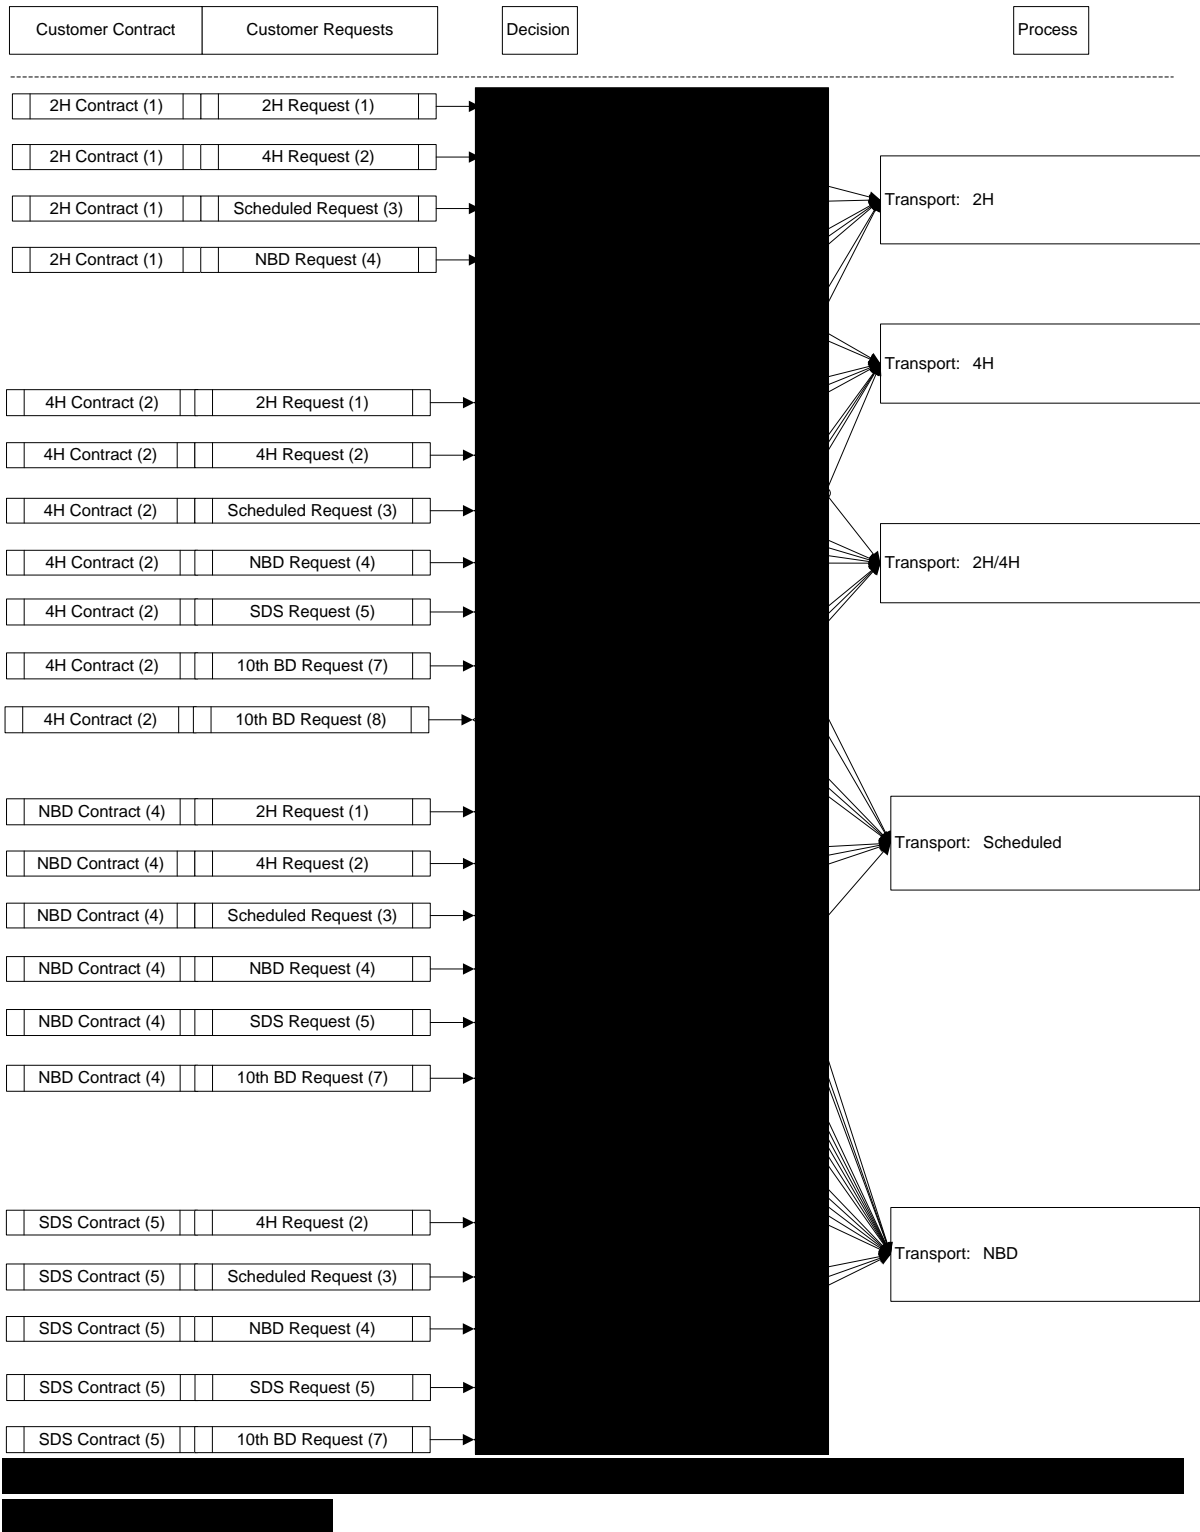 Customer Contract Customer Requests Decision Process
2H Contract (1) 2H Request (1)
2H Contract (1) 4H Request (2)
Transport: 2H
2H Contract (1) Scheduled Request (3)
2H Contract (1) NBD Request (4)
Transport: 4H
4H Contract (2) 2H Request (1)
4H Contract (2) 4H Request (2)
4H Contract (2) Scheduled Request (3)
4H Contract (2) NBD Request (4) Transport: 2H/4H
4H Contract (2) SDS Request (5)
4H Contract (2) 10th BD Request (7)
4H Contract (2) 10th BD Request (8)
NBD Contract (4) 2H Request (1)
Transport: Scheduled
NBD Contract (4) 4H Request (2)
NBD Contract (4) Scheduled Request (3)
NBD Contract (4) NBD Request (4)
NBD Contract (4) SDS Request (5)
NBD Contract (4) 10th BD Request (7)
SDS Contract (5) 4H Request (2)
Transport: NBD
SDS Contract (5) Scheduled Request (3)
SDS Contract (5) NBD Request (4)
SDS Contract (5) SDS Request (5)
SDS Contract (5) 10th BD Request (7)